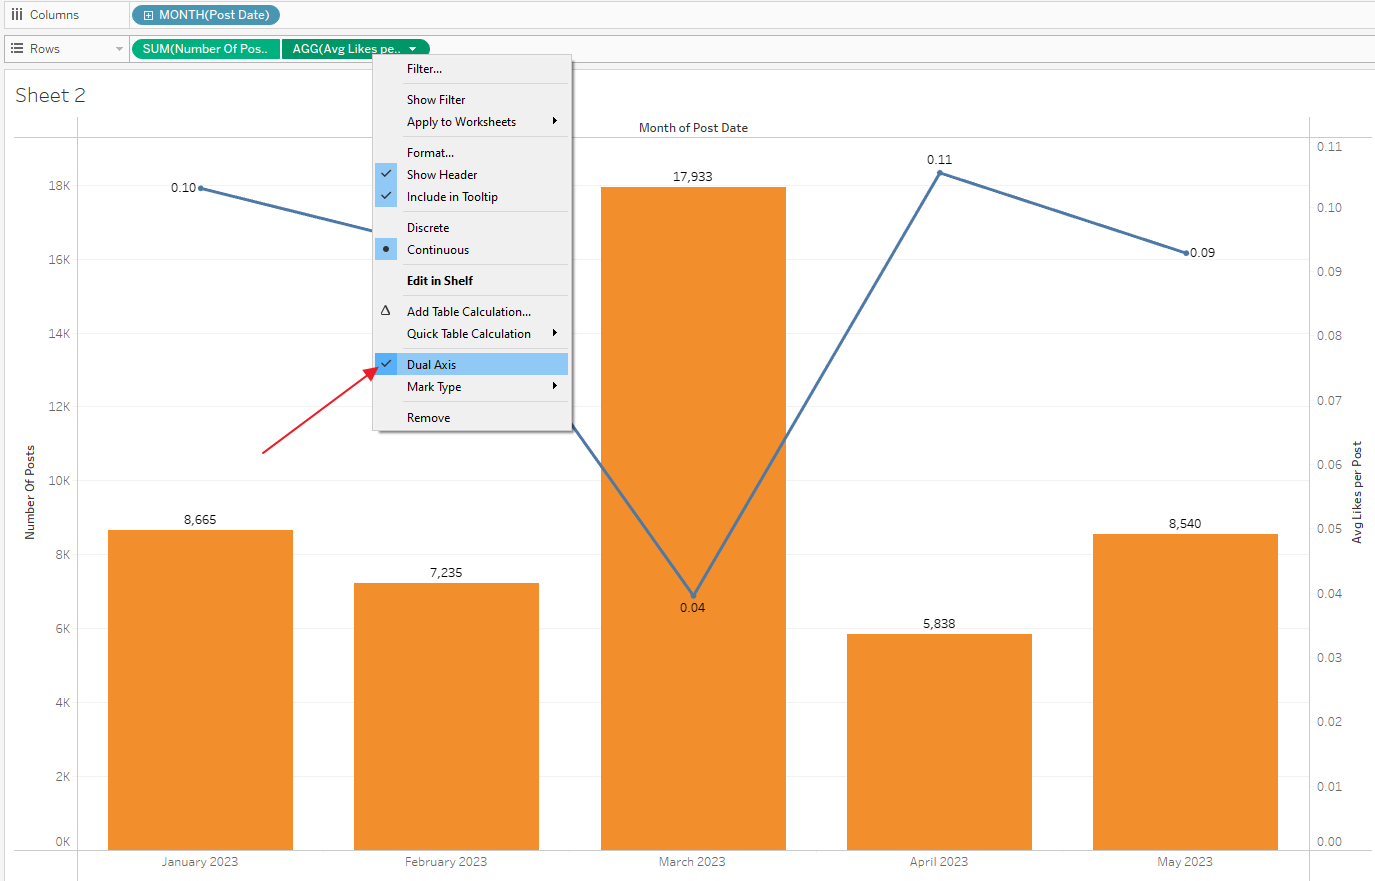 Columns
MONTH(Post Date)
Rows
SUM(Number Of Pos..
AGG(Avg Likes pe..
Sheet 2
Filter...
Show Filter
Apply to Worksheets
Format...
Show Header
Include in Tooltip
Discrete
Continuous
Edit in Shelf
Add Table Calculation...
Quick Table Calculation
Dual Axis
Mark Type
Remove
Month of Post Date
Number Of Posts
18K
16K
14K
12K
10K
8K
6K
4K
2K
0K
0.10
17,933
0.11
0.09
8,665
7,235
0.04
5,838
8,540
0.11
0.10
0.09
0.08
0.07
0.06
0.05
0.04
0.03
0.02
0.01
0.00
Avg Likes per Post
January 2023
February 2023
March 2023
April 2023
May 2023